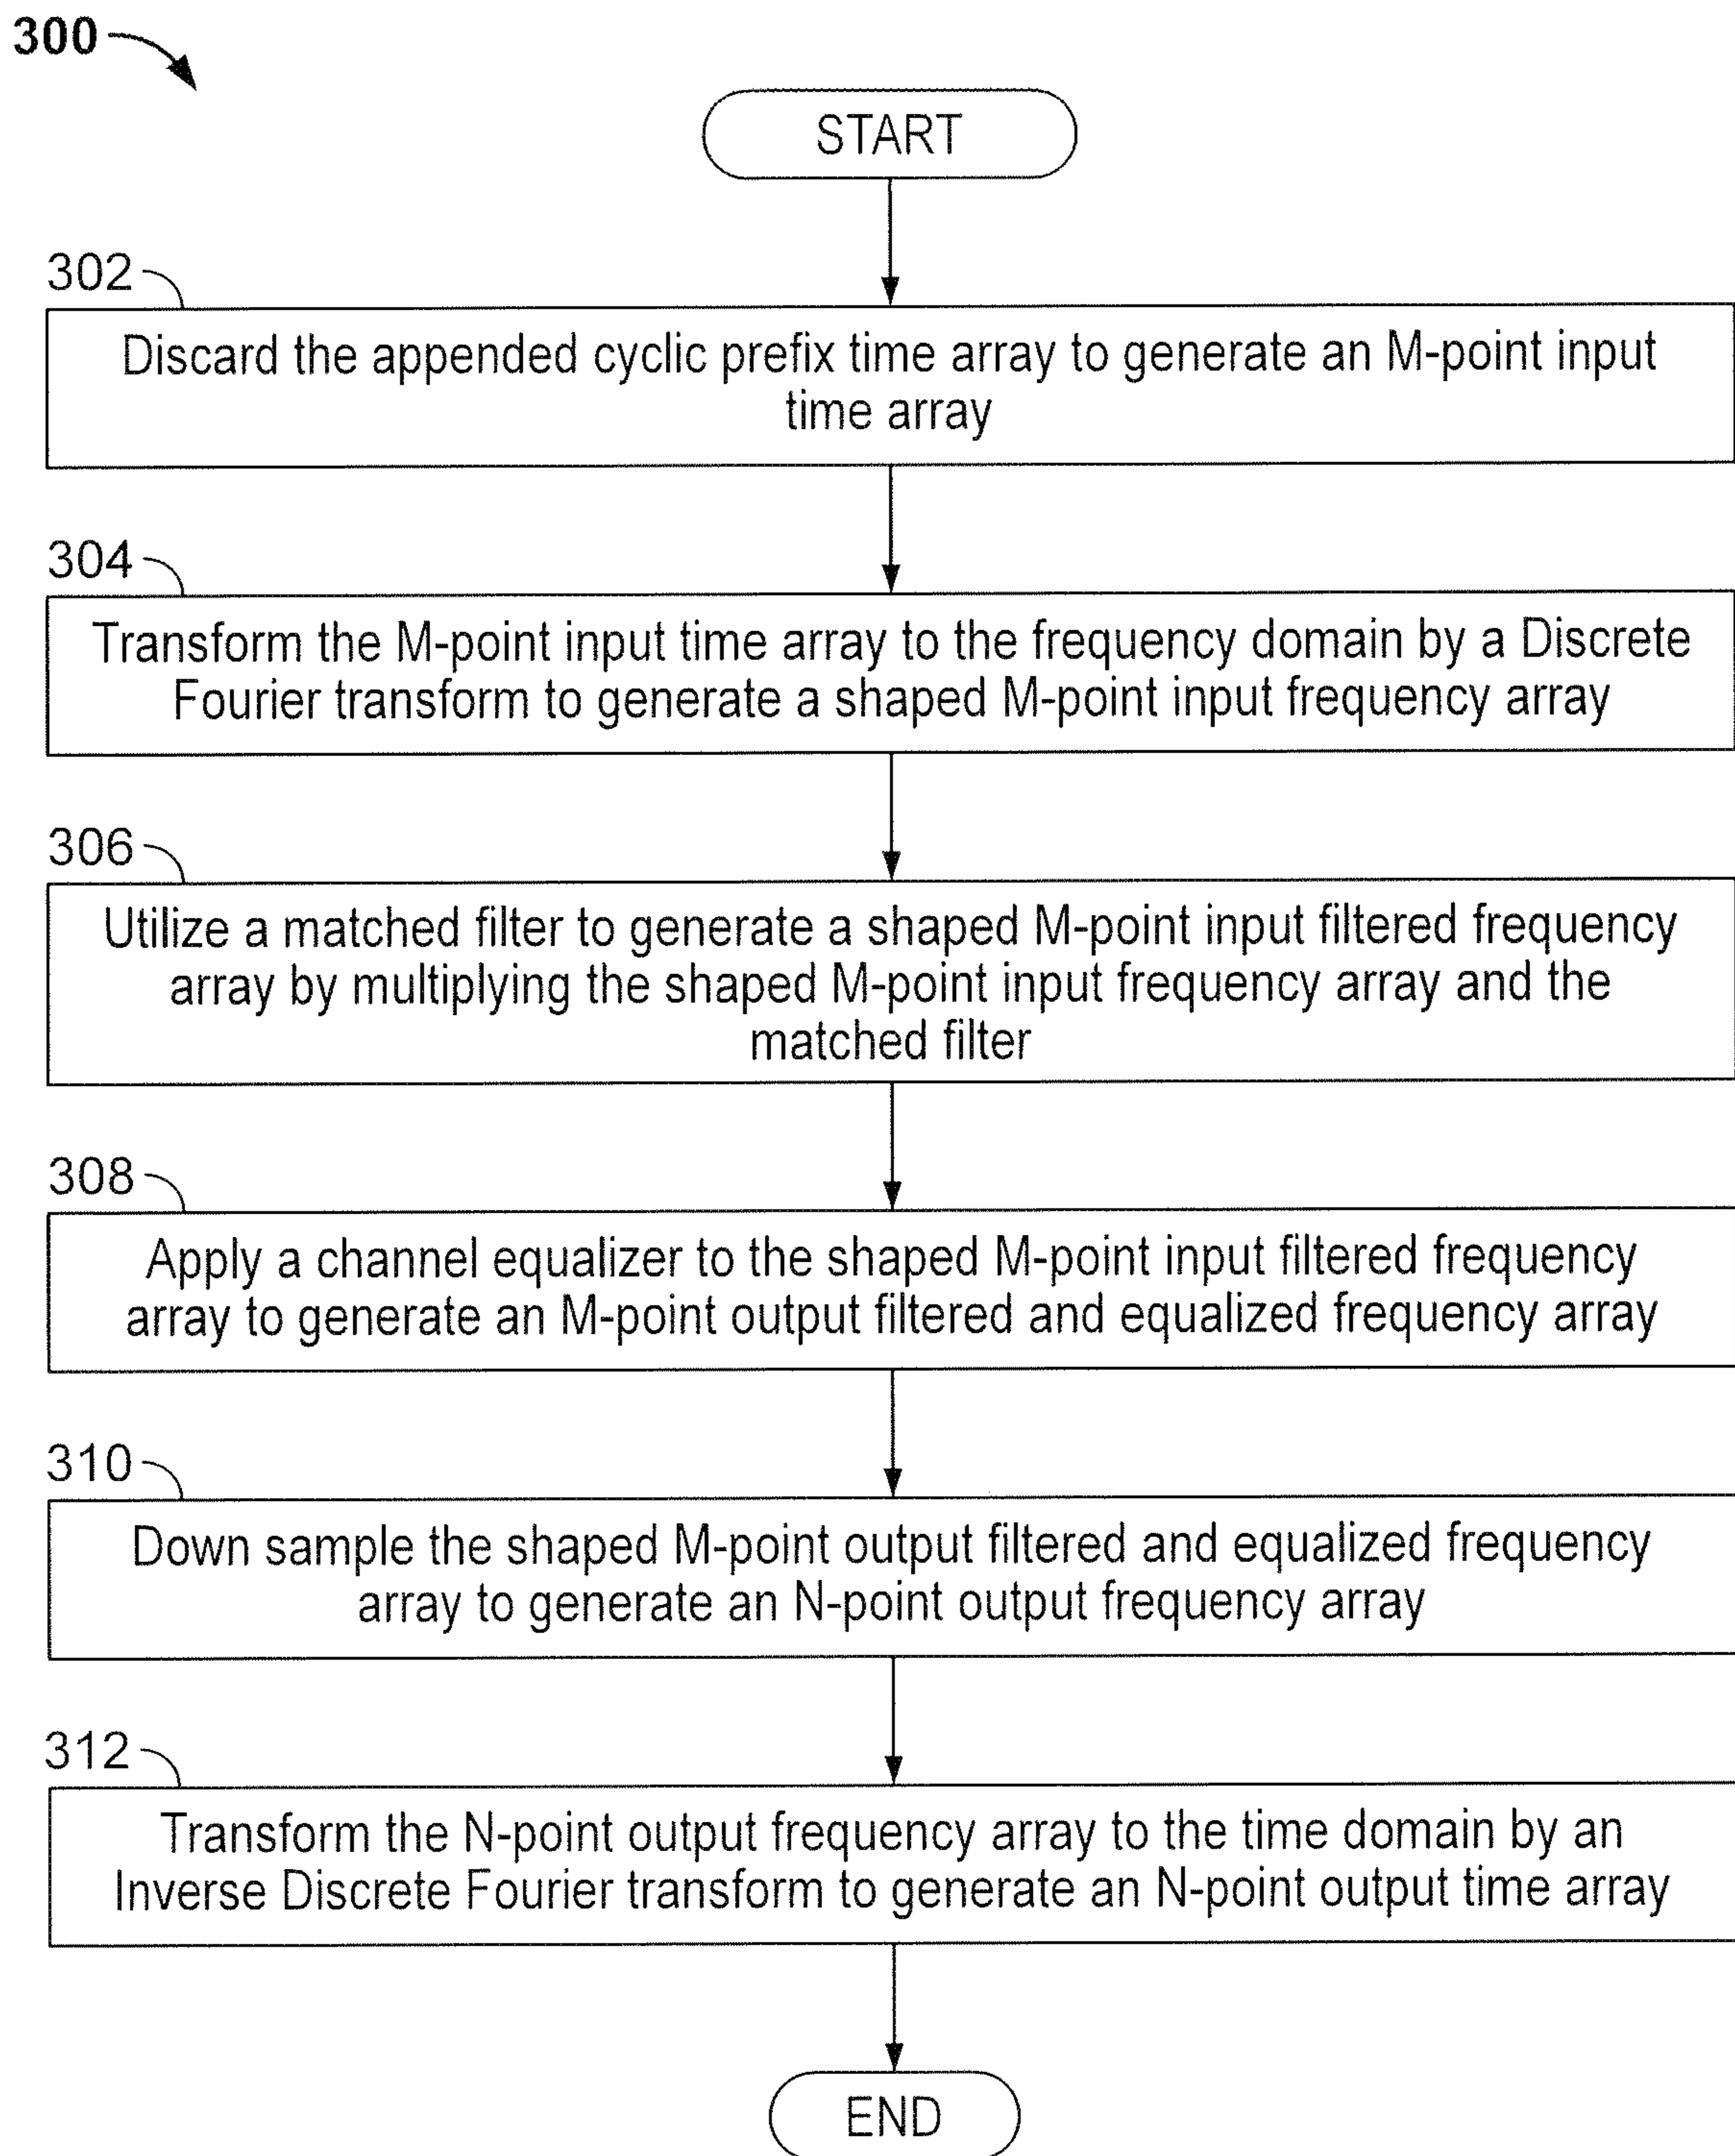 300
START
302
Discard the appended cyclic prefix time array to generate an M-point input
time array
304
Transform the M-point input time array to the frequency domain by a Discrete
Fourier transform to generate a shaped M-point input frequency array
306
Utilize a matched filter to generate a shaped M-point input filtered frequency
array by multiplying the shaped M-point input frequency array and the
matched filter
308
Apply a channel equalizer to the shaped M-point input filtered frequency
array to generate an M-point output filtered and equalized frequency array
310
Down sample the shaped M-point output filtered and equalized frequency
array to generate an N-point output frequency array
312
Transform the N-point output frequency array to the time domain by an
Inverse Discrete Fourier transform to generate an N-point output time array
END